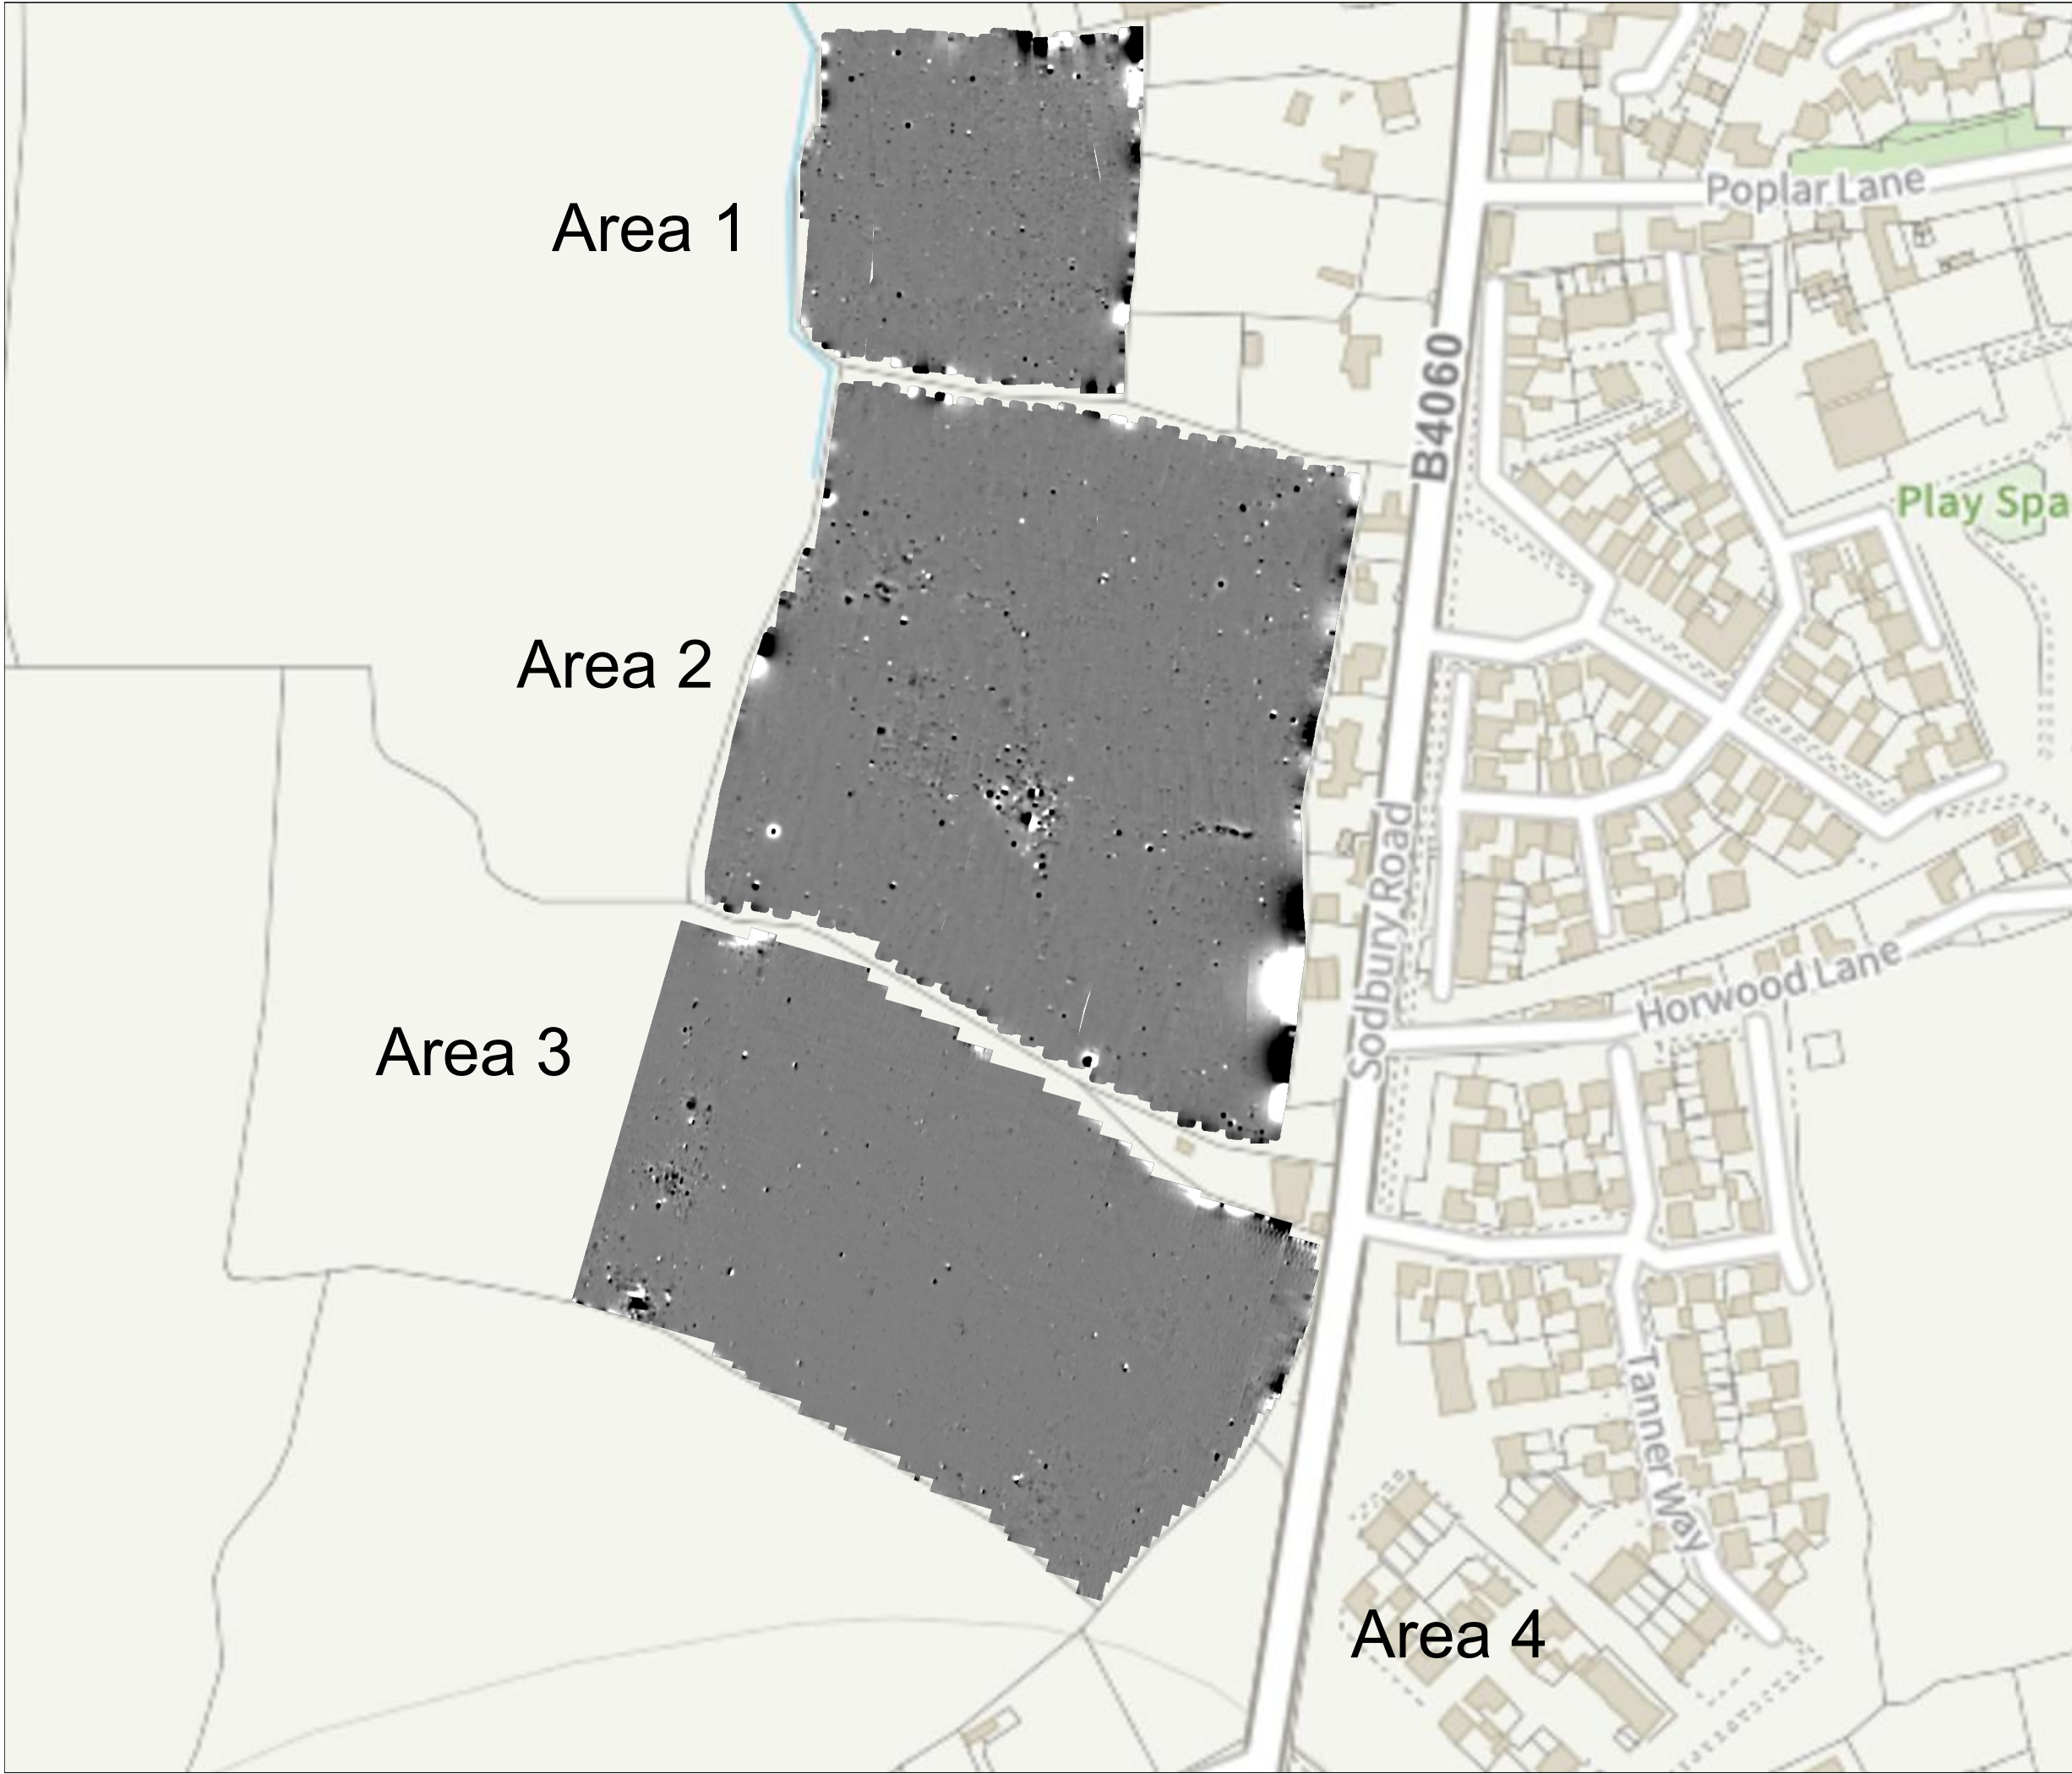 Area 1
Poplar Lane
B4060
Play Spa
Area 2
Sodbury Road
Horwood Lane
Area 3
Tanner Way
Area 4